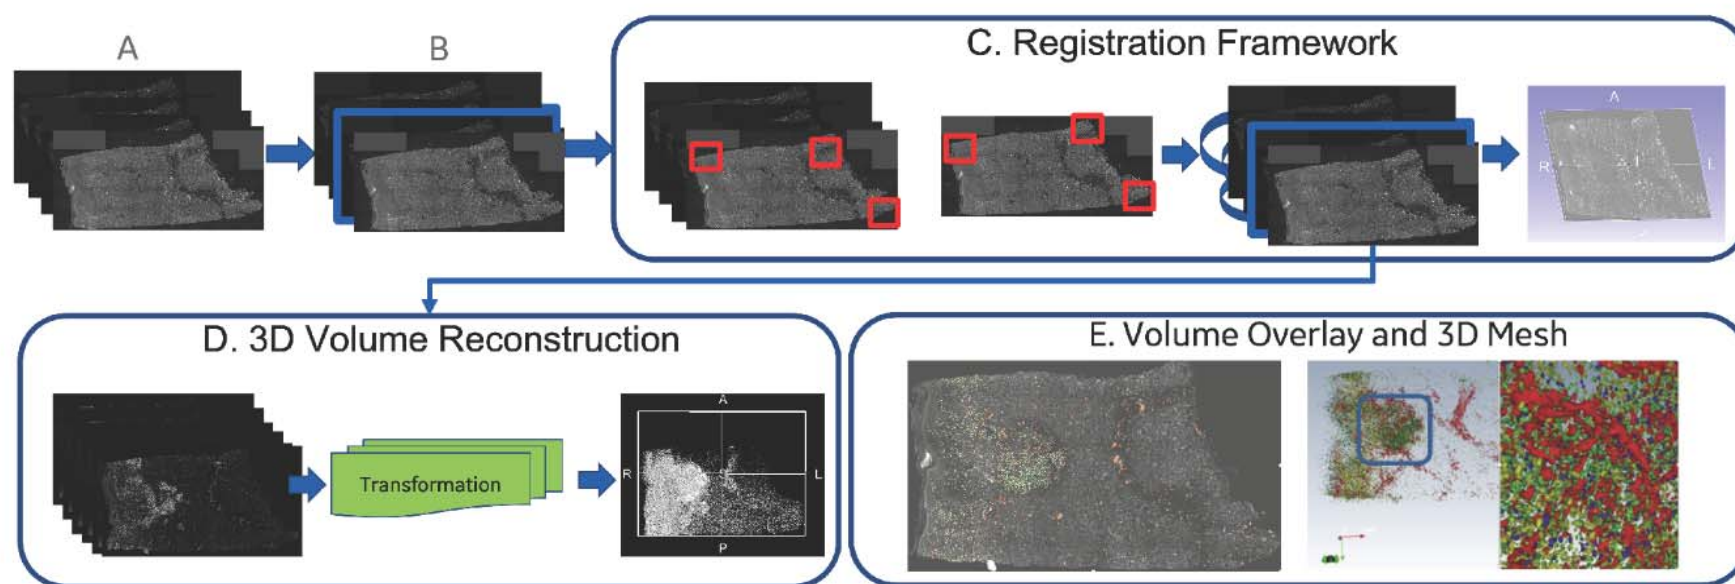 A
B
C. Registration Framework
A
R
L
D. 3D Volume Reconstruction
E. Volume Overlay and 3D Mesh
Transformation
A
R
L
P